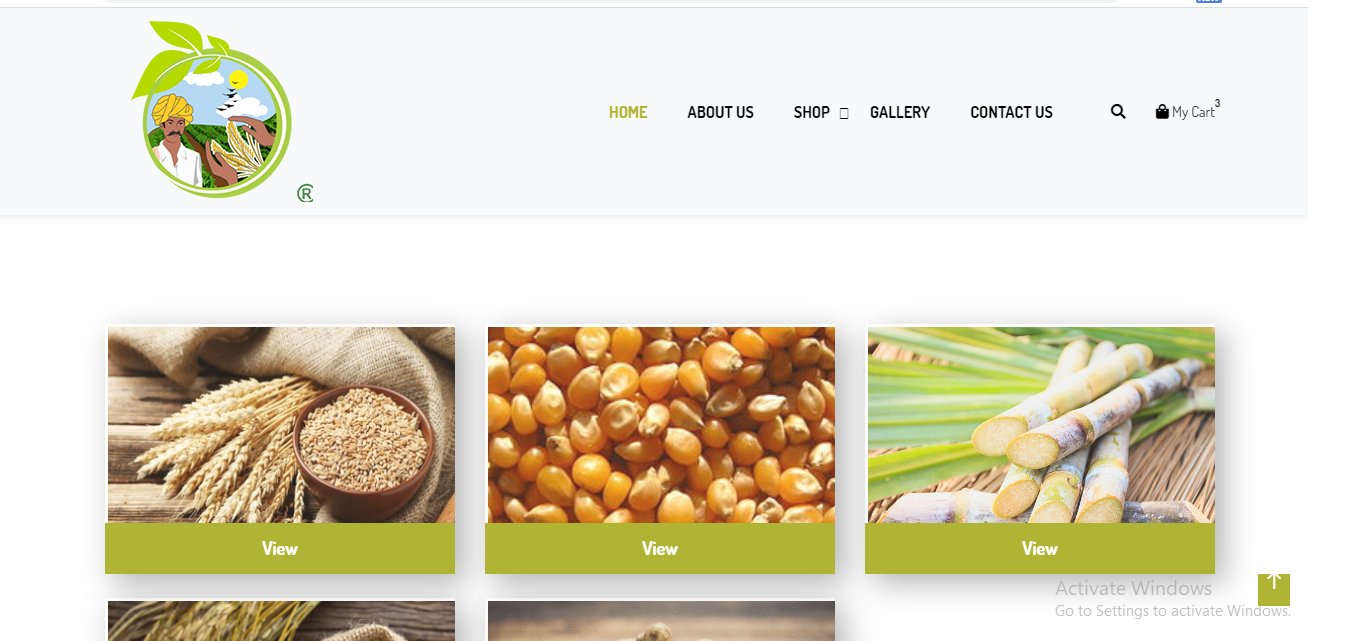 HOME ABOUT US SHOP GALLERY CONTACT US My Cart 3
®
View View View
Activate Windows
Go to Settings to activate Windows.